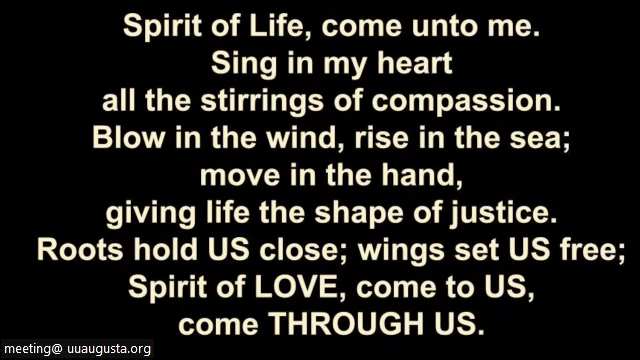 Spirit of Life, come unto me.
Sing in my heart
all the stirrings of compassion.
Blow in the wind, rise in the sea;
move in the hand,
giving life the shape of justice.
Roots hold US close; wings set US free;
Spirit of LOVE, come to US,
come THROUGH US.
meeting@ uuaugusta.org